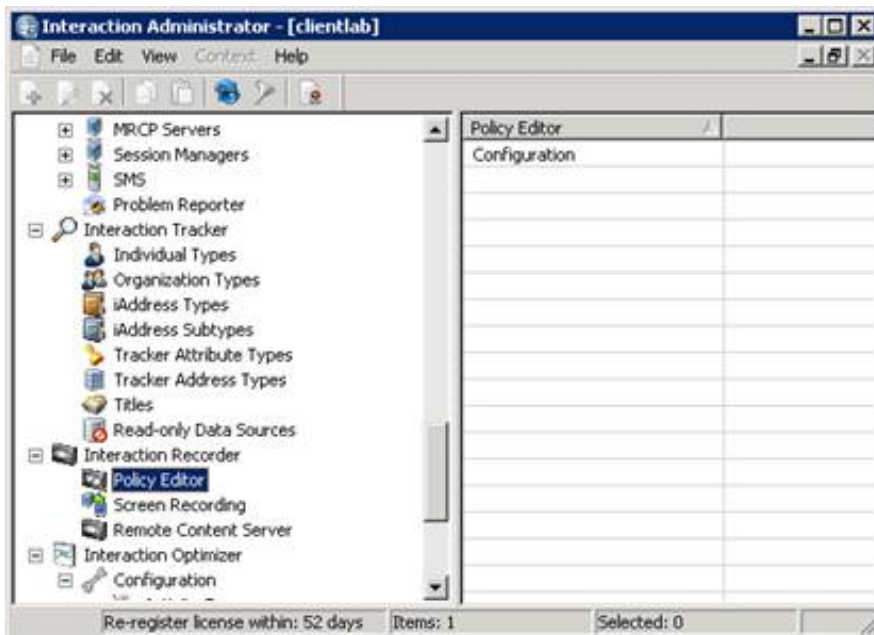 Interaction Administrator - [clientlab]
File Edit View Context Help
MRCP Servers
Session Managers
SMS
Problem Reporter
Interaction Tracker
Individual Types
Organization Types
iAddress Types
iAddress Subtypes
Tracker Attribute Types
Tracker Address Types
Titles
Read-only Data Sources
Interaction Recorder
Policy Editor
Screen Recording
Remote Content Server
Interaction Optimizer
Configuration
Policy Editor
Configuration
Re-register license within: 52 days Items: 1 Selected: 0